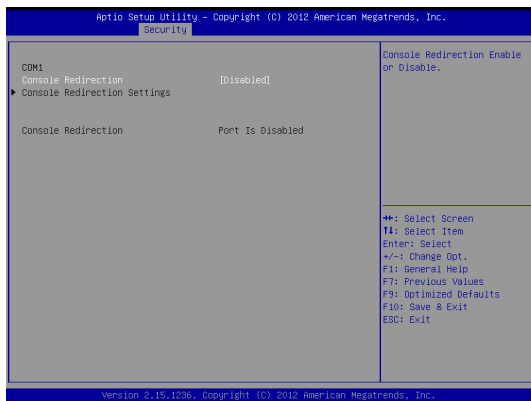 Aptio Setup Utility – Copyright (C) 2012 American Megatrends, Inc.
Security
COM1
Console Redirection [Disabled]
Console Redirection Settings
Console Redirection Port Is Disabled
Console Redirection Enable
or Disable.
→←: Select Screen
↑↓: Select Item
Enter: Select
+/-: Change Opt.
F1: General Help
F7: Previous Values
F9: Optimized Defaults
F10: Save & Exit
ESC: Exit
Version 2.15.1236. Copyright (C) 2012 American Megatrends, Inc.